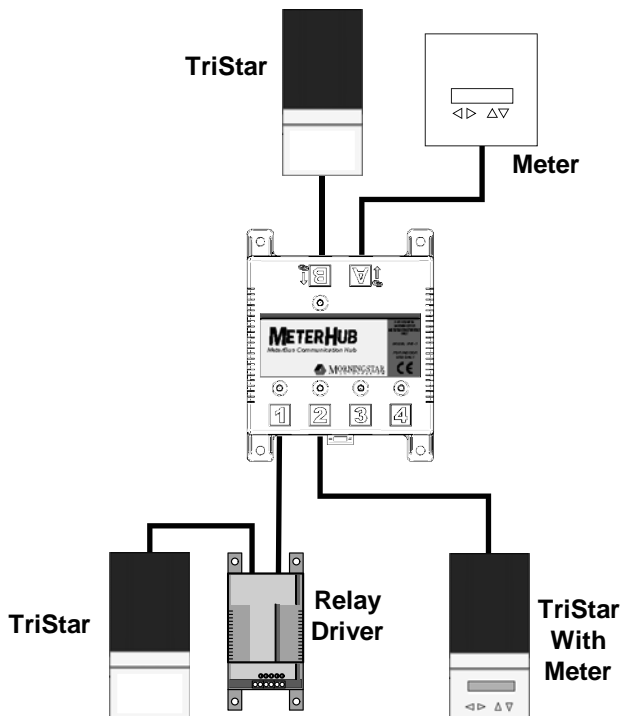 TriStar
Meter
B
A
METERHUB
MeterBus Communication Hub
MORNINGSTAR
CE
1
2
3
4
TriStar
Relay
Driver
TriStar
With
Meter